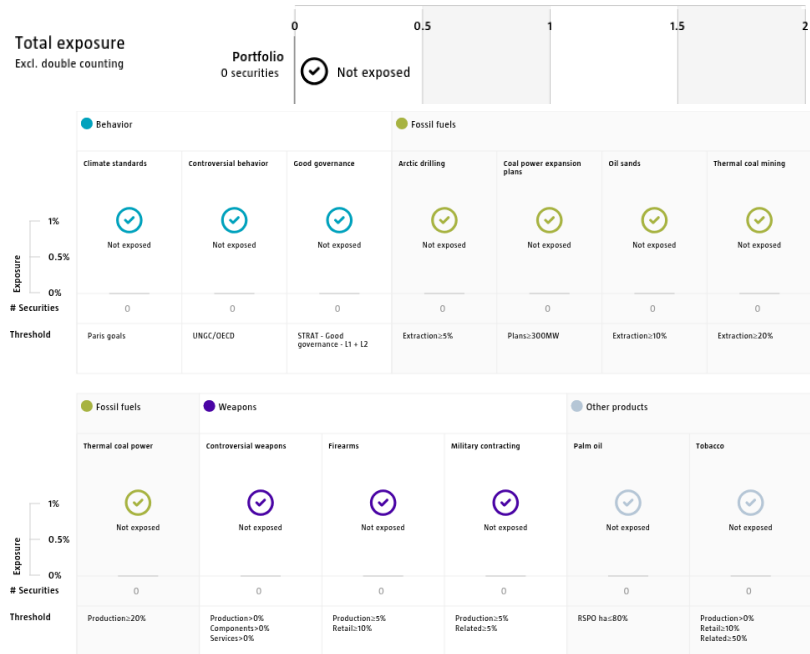 0 0.5 1 1.5 2
Total exposure
Excl. double counting
Portfolio
0 securities
Not exposed
Behavior
Fossil fuels
Climate standards
Controversial behavior
Good governance
Arctic drilling
Coal power expansion
plans
Oil sands
Thermal coal mining
Exposure
1%
0.5%
0%
Not exposed
Not exposed
Not exposed
Not exposed
Not exposed
Not exposed
Not exposed
# Securities
0 0 0 0 0 0 0
Threshold
Paris goals
UNGC/OECD
STRAT - Good
governance - L1 + L2
Extraction≥5%
Plans≥300MW
Extraction≥10%
Extraction≥20%
Fossil fuels
Weapons
Other products
Thermal coal power
Controversial weapons
Firearms
Military contracting
Palm oil
Tobacco
Exposure
1%
0.5%
0%
Not exposed
Not exposed
Not exposed
Not exposed
Not exposed
Not exposed
# Securities
0 0 0 0 0 0
Threshold
Production≥20%
Production>0%
Components>0%
Services>0%
Production≥5%
Retail≥10%
Production≥5%
Related≥5%
RSPO ha≤80%
Production>0%
Retail≥10%
Related≥50%